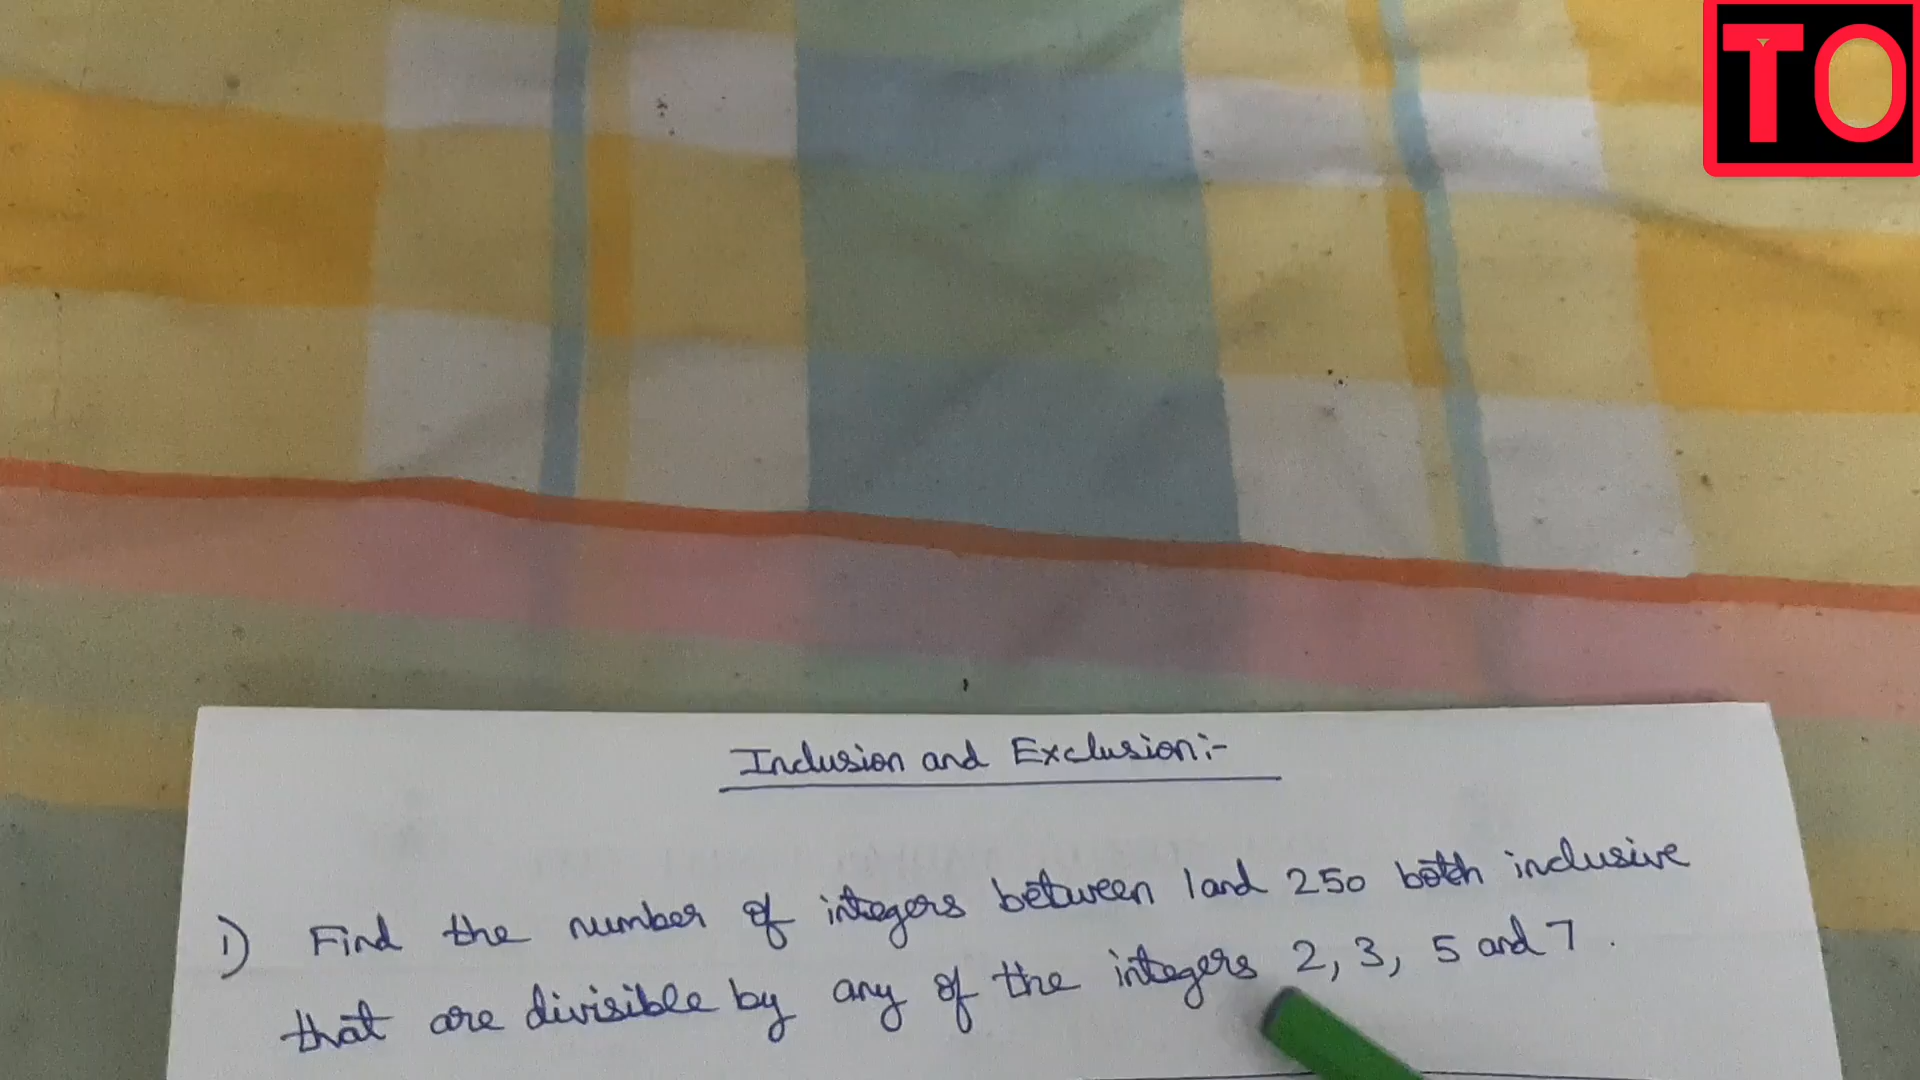 TO
Inclusion and Exclusion:-
1) Find the number of integers between 1 and 250 both inclusive
that are divisible by any of the integers 2, 3, 5 and 7.